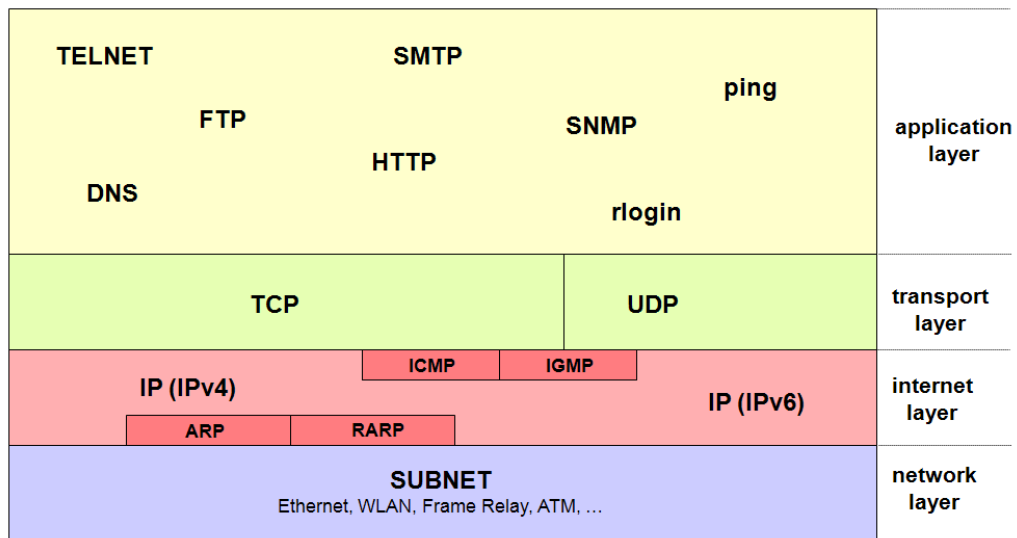 TELNET
SMTP
ping
FTP
SNMP
HTTP
DNS
rlogin
application
layer
TCP
UDP
transport
layer
ICMP
IGMP
IP (IPv4)
IP (IPv6)
ARP
RARP
internet
layer
SUBNET
Ethernet, WLAN, Frame Relay, ATM, …
network
layer